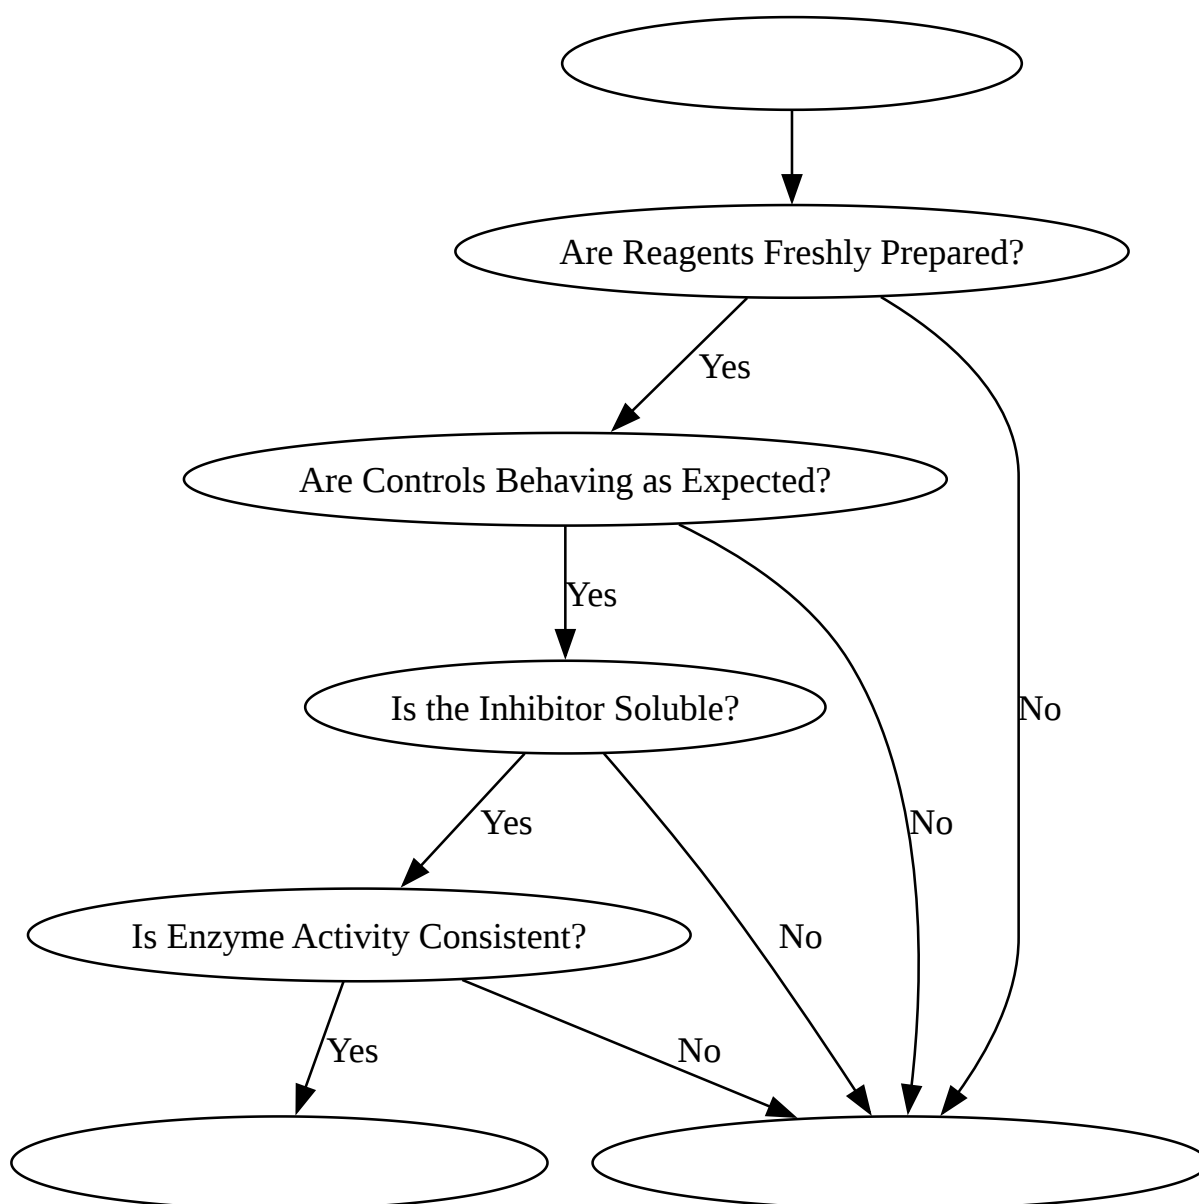 Are Reagents Freshly Prepared?
Yes
Are Controls Behaving as Expected?
Yes
Is the Inhibitor Soluble?
No
Yes
No
Is Enzyme Activity Consistent?
No
Yes
No